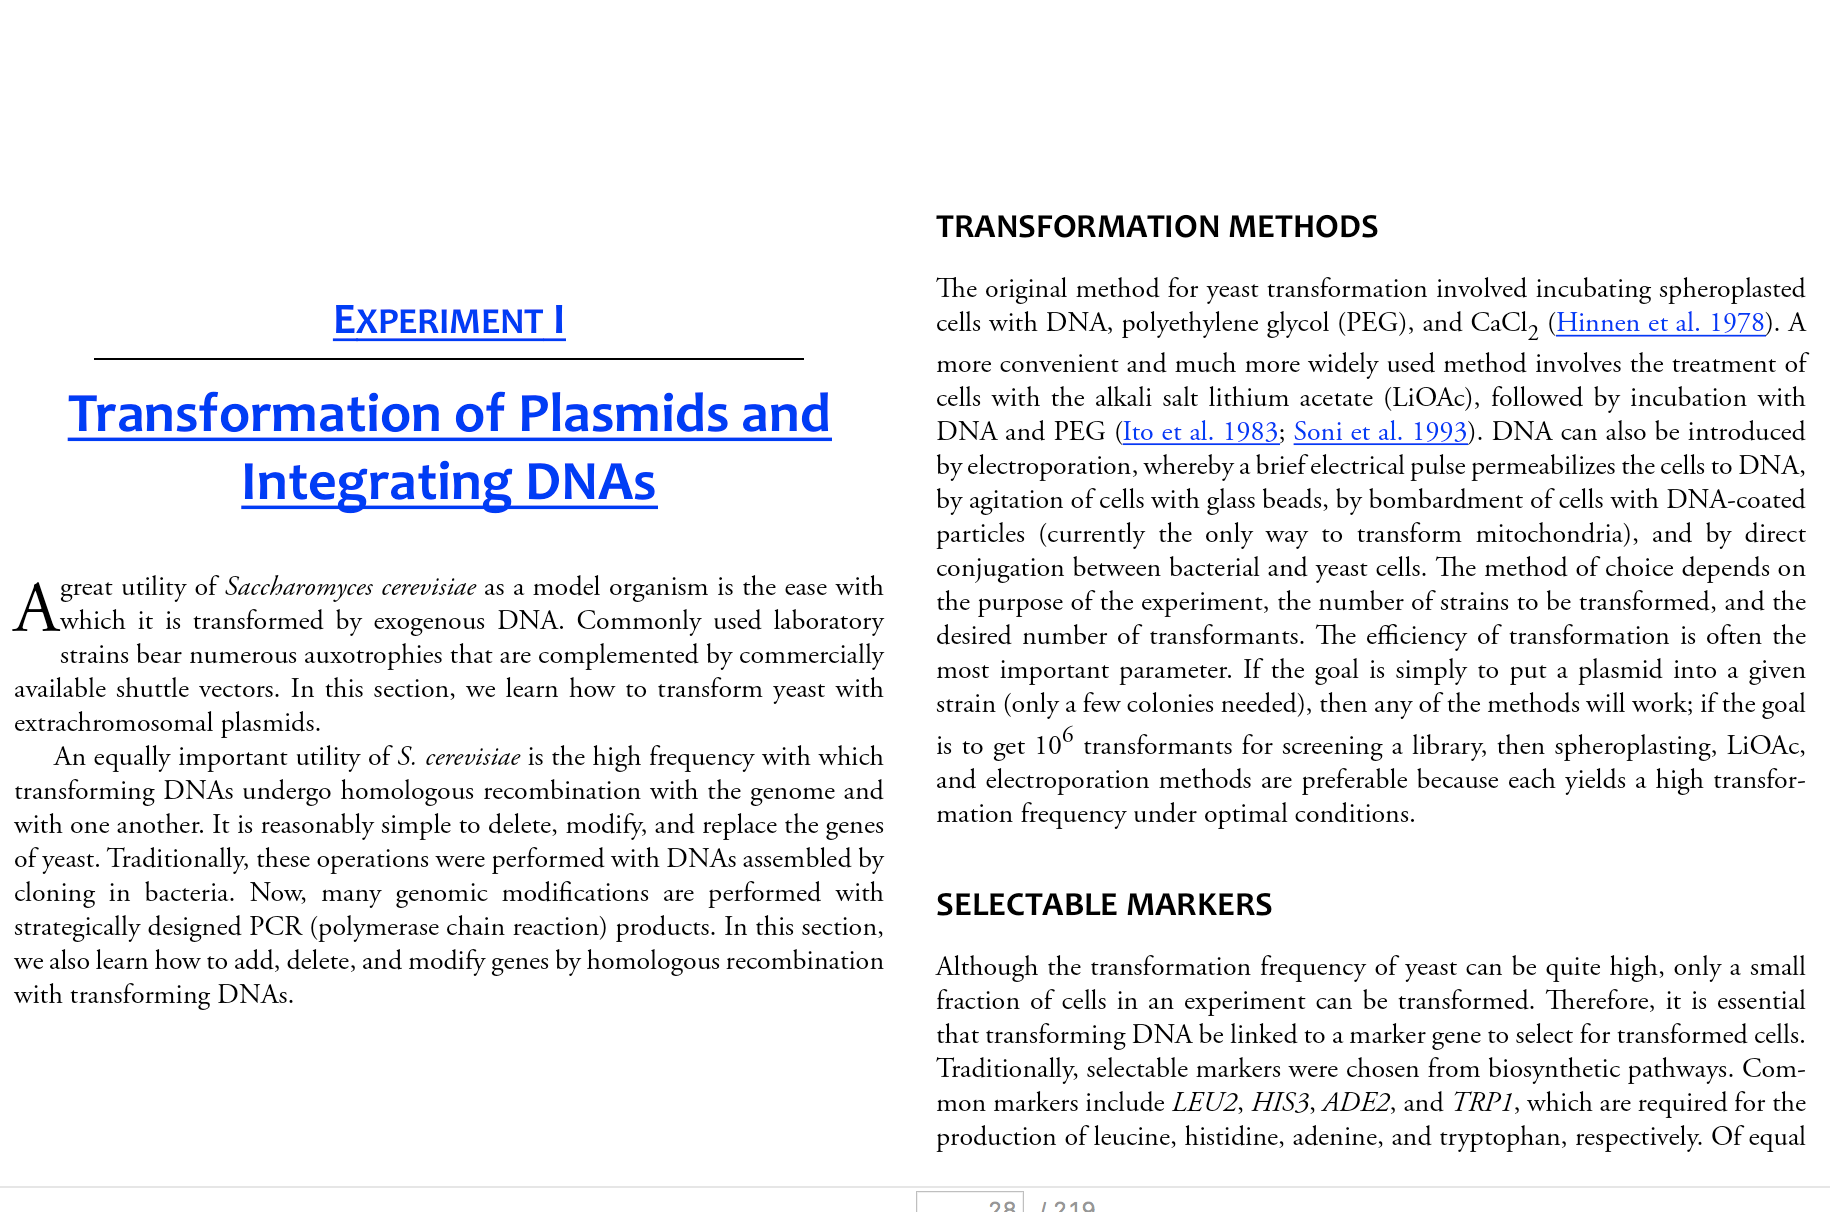 EXPERIMENT I
Transformation of Plasmids and
Integrating DNAs
A great utility of Saccharomyces cerevisiae as a model organism is the ease with
which it is transformed by exogenous DNA. Commonly used laboratory
strains bear numerous auxotrophies that are complemented by commercially
available shuttle vectors. In this section, we learn how to transform yeast with
extrachromosomal plasmids.
An equally important utility of S. cerevisiae is the high frequency with which
transforming DNAs undergo homologous recombination with the genome and
with one another. It is reasonably simple to delete, modify, and replace the genes
of yeast. Traditionally, these operations were performed with DNAs assembled by
cloning in bacteria. Now, many genomic modifications are performed with
strategically designed PCR (polymerase chain reaction) products. In this section,
we also learn how to add, delete, and modify genes by homologous recombination
with transforming DNAs.
TRANSFORMATION METHODS
The original method for yeast transformation involved incubating spheroplasted
cells with DNA, polyethylene glycol (PEG), and CaCl₂ (Hinnen et al. 1978). A
more convenient and much more widely used method involves the treatment of
cells with the alkali salt lithium acetate (LiOAc), followed by incubation with
DNA and PEG (Ito et al. 1983; Soni et al. 1993). DNA can also be introduced
by electroporation, whereby a brief electrical pulse permeabilizes the cells to DNA,
by agitation of cells with glass beads, by bombardment of cells with DNA-coated
particles (currently the only way to transform mitochondria), and by direct
conjugation between bacterial and yeast cells. The method of choice depends on
the purpose of the experiment, the number of strains to be transformed, and the
desired number of transformants. The efficiency of transformation is often the
most important parameter. If the goal is simply to put a plasmid into a given
strain (only a few colonies needed), then any of the methods will work; if the goal
is to get 10⁶ transformants for screening a library, then spheroplasting, LiOAc,
and electroporation methods are preferable because each yields a high transfor-
mation frequency under optimal conditions.
SELECTABLE MARKERS
Although the transformation frequency of yeast can be quite high, only a small
fraction of cells in an experiment can be transformed. Therefore, it is essential
that transforming DNA be linked to a marker gene to select for transformed cells.
Traditionally, selectable markers were chosen from biosynthetic pathways. Com-
mon markers include LEU2, HIS3, ADE2, and TRP1, which are required for the
production of leucine, histidine, adenine, and tryptophan, respectively. Of equal
28 / 219